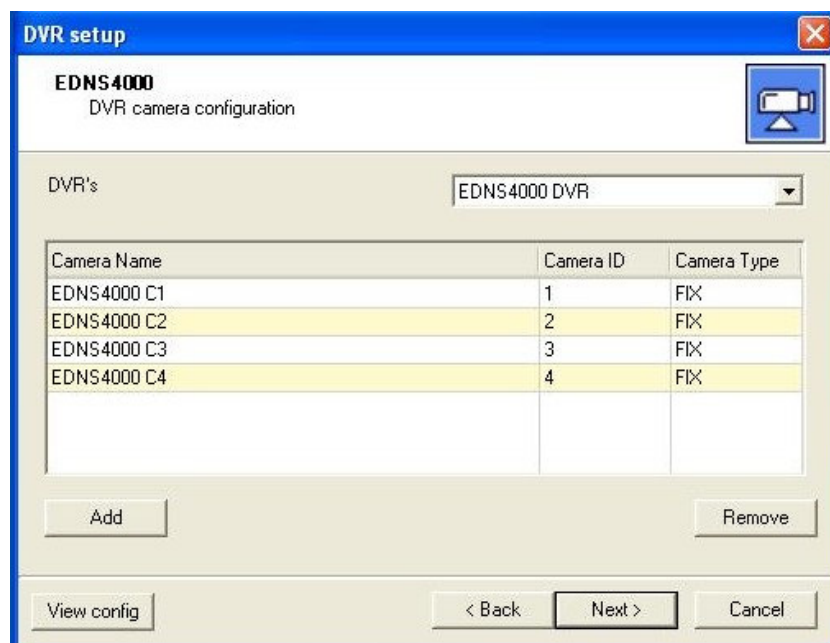 DVR setup
EDNS4000
DVR camera configuration
DVR's EDNS4000 DVR
Camera Name Camera ID Camera Type
EDNS4000 C1 1 FIX
EDNS4000 C2 2 FIX
EDNS4000 C3 3 FIX
EDNS4000 C4 4 FIX
Add Remove
View config < Back Next > Cancel